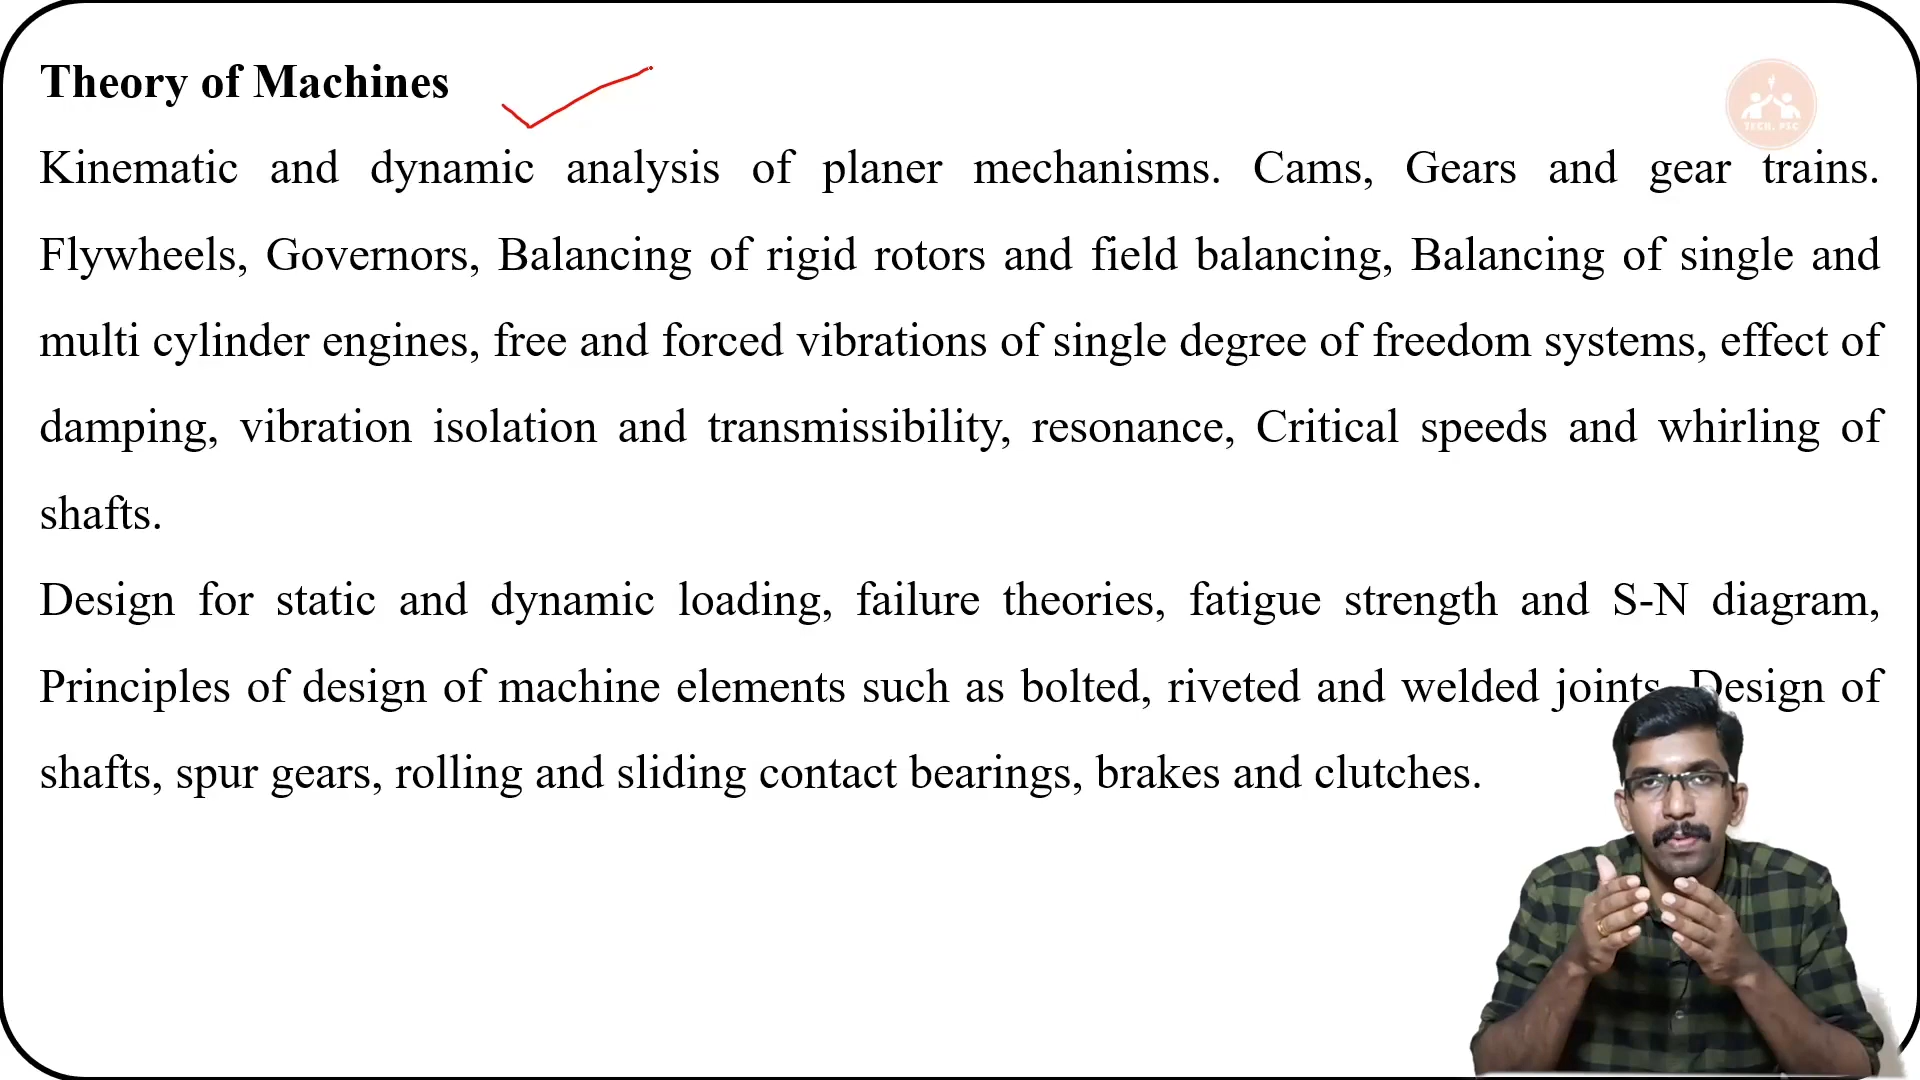 Theory of Machines
Kinematic and dynamic analysis of planer mechanisms. Cams, Gears and gear trains.
Flywheels, Governors, Balancing of rigid rotors and field balancing, Balancing of single and
multi cylinder engines, free and forced vibrations of single degree of freedom systems, effect of
damping, vibration isolation and transmissibility, resonance, Critical speeds and whirling of
shafts.
Design for static and dynamic loading, failure theories, fatigue strength and S-N diagram,
Principles of design of machine elements such as bolted, riveted and welded joints. Design of
shafts, spur gears, rolling and sliding contact bearings, brakes and clutches.
TECH. PSC